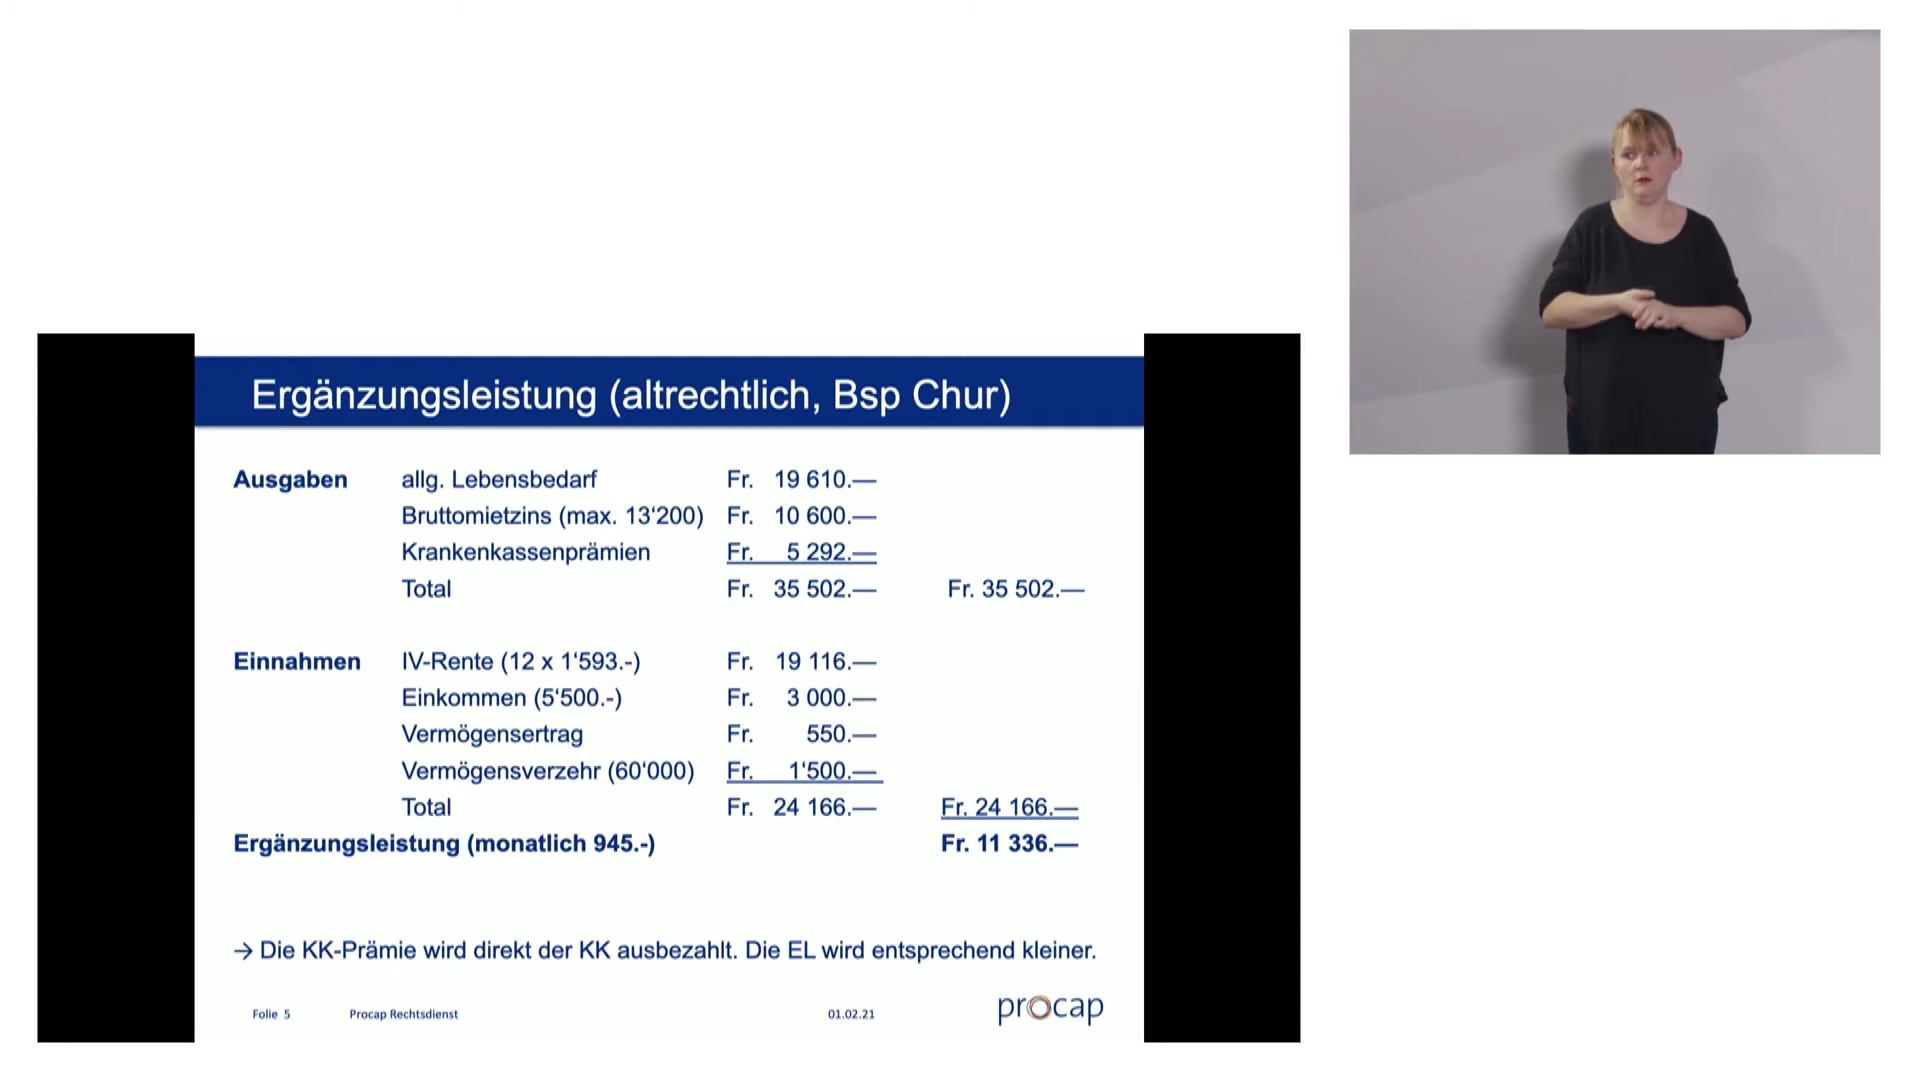 Ergänzungsleistung (altrechtlich, Bsp Chur)
Ausgaben allg. Lebensbedarf Fr. 19 610.—
Bruttomietzins (max. 13‘200) Fr. 10 600.—
Krankenkassenprämien Fr. 5 292.—
Total Fr. 35 502.— Fr. 35 502.—
Einnahmen IV-Rente (12 x 1‘593.-) Fr. 19 116.—
Einkommen (5‘500.-) Fr. 3 000.—
Vermögensertrag Fr. 550.—
Vermögensverzehr (60‘000) Fr. 1‘500.—
Total Fr. 24 166.— Fr. 24 166.—
Ergänzungsleistung (monatlich 945.-) Fr. 11 336.—
→ Die KK-Prämie wird direkt der KK ausbezahlt. Die EL wird entsprechend kleiner.
Folie 5 Procap Rechtsdienst 01.02.21 procap